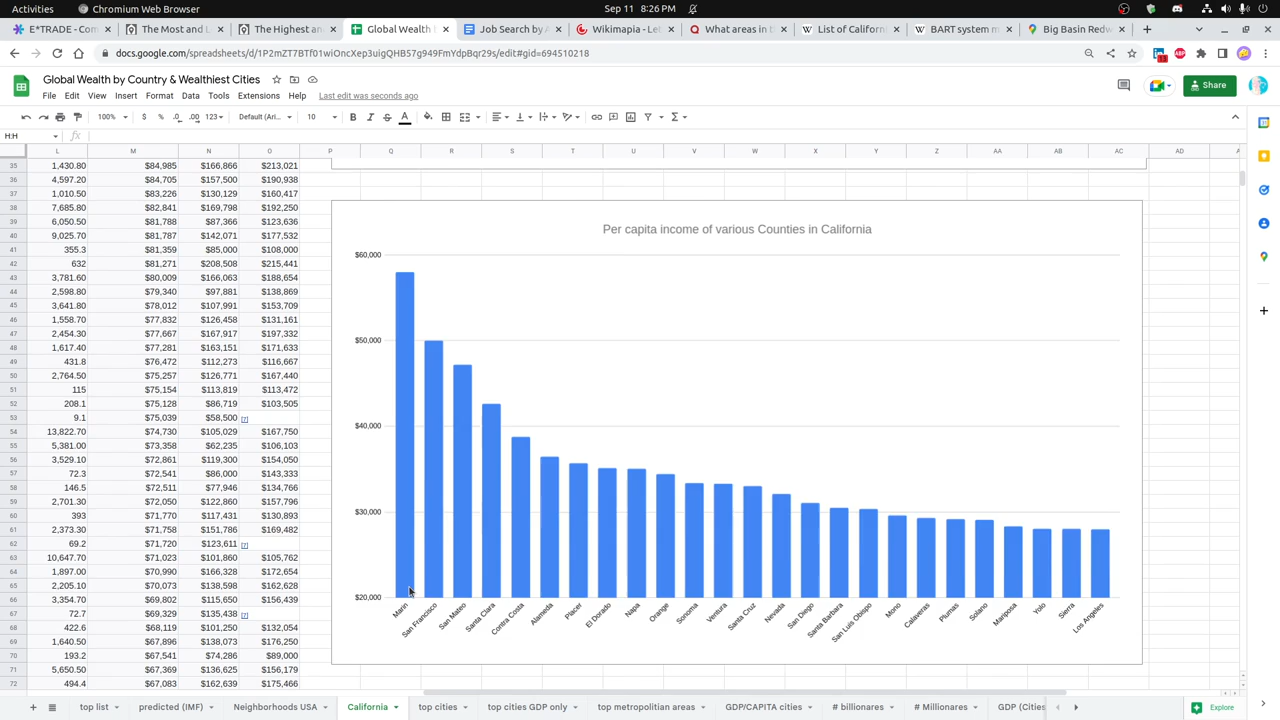 Activities Chromium Web Browser Sep 11 8:26 PM
E*TRADE - Com The Most and L The Highest and Global Wealth Job Search by A Wikimapia - Let What areas in t List of Californi BART system m Big Basin Redw
docs.google.com/spreadsheets/d/1P2mZT7BTf01wiOncXep3uigQHB57g949FmYdpBqr29s/edit#gid=694510218
Global Wealth by Country & Wealthiest Cities
File Edit View Insert Format Data Tools Extensions Help Last edit was seconds ago
Share
100% $ % .0 .00 123 Default (Ari... 10 B I S A
H:H fx
L M N O P Q R S T U V W X Y Z AA AB AC AD
35 1,430.80 $84,985 $166,866 $213,021
36 4,597.20 $84,705 $157,500 $190,938
37 1,010.50 $83,226 $130,129 $160,417
38 7,685.80 $82,841 $169,798 $192,250
39 6,050.50 $81,788 $87,366 $123,636
40 9,025.70 $81,787 $142,071 $177,532
41 355.3 $81,359 $85,000 $108,000
42 632 $81,271 $208,508 $215,441
43 3,781.60 $80,009 $166,063 $188,654
44 2,598.80 $79,340 $97,881 $138,869
45 3,641.80 $78,012 $107,991 $153,709
46 1,558.70 $77,832 $126,458 $131,161
47 2,454.30 $77,667 $167,917 $197,332
48 1,617.40 $77,281 $163,151 $171,633
49 431.8 $76,472 $112,273 $116,667
50 2,764.50 $75,257 $126,771 $167,440
51 115 $75,154 $113,819 $113,472
52 208.1 $75,128 $86,719 $103,505
53 9.1 $75,039 $58,500 [7]
54 13,822.70 $74,730 $105,029 $167,750
55 5,381.00 $73,358 $62,235 $106,103
56 3,529.10 $72,861 $119,300 $154,050
57 72.3 $72,541 $86,000 $143,333
58 146.5 $72,511 $77,946 $134,766
59 2,701.30 $72,050 $122,860 $157,796
60 393 $71,770 $117,431 $130,893
61 2,373.30 $71,758 $151,786 $169,482
62 69.2 $71,720 $123,611 [7]
63 10,647.70 $71,023 $101,860 $105,762
64 1,897.00 $70,990 $166,328 $172,654
65 2,205.10 $70,073 $138,598 $162,628
66 3,354.70 $69,802 $115,650 $156,439
67 72.7 $69,329 $135,438 [7]
68 422.6 $68,119 $101,250 $132,054
69 1,640.50 $67,896 $138,073 $176,250
70 193.2 $67,541 $74,286 $89,000
71 5,650.50 $67,369 $136,625 $156,179
72 494.4 $67,083 $162,639 $175,466
Per capita income of various Counties in California
$60,000
$50,000
$40,000
$30,000
$20,000
Marin San Francisco San Mateo Santa Clara Contra Costa Alameda Placer El Dorado Napa Orange Sonoma Ventura Santa Cruz Nevada San Diego Santa Barbara San Luis Obispo Mono Calaveras Plumas Solano Mariposa Yolo Sierra Los Angeles
top list predicted (IMF) Neighborhoods USA California top cities top cities GDP only top metropolitan areas GDP/CAPITA cities # billionares # Millionares GDP (Cities Explore